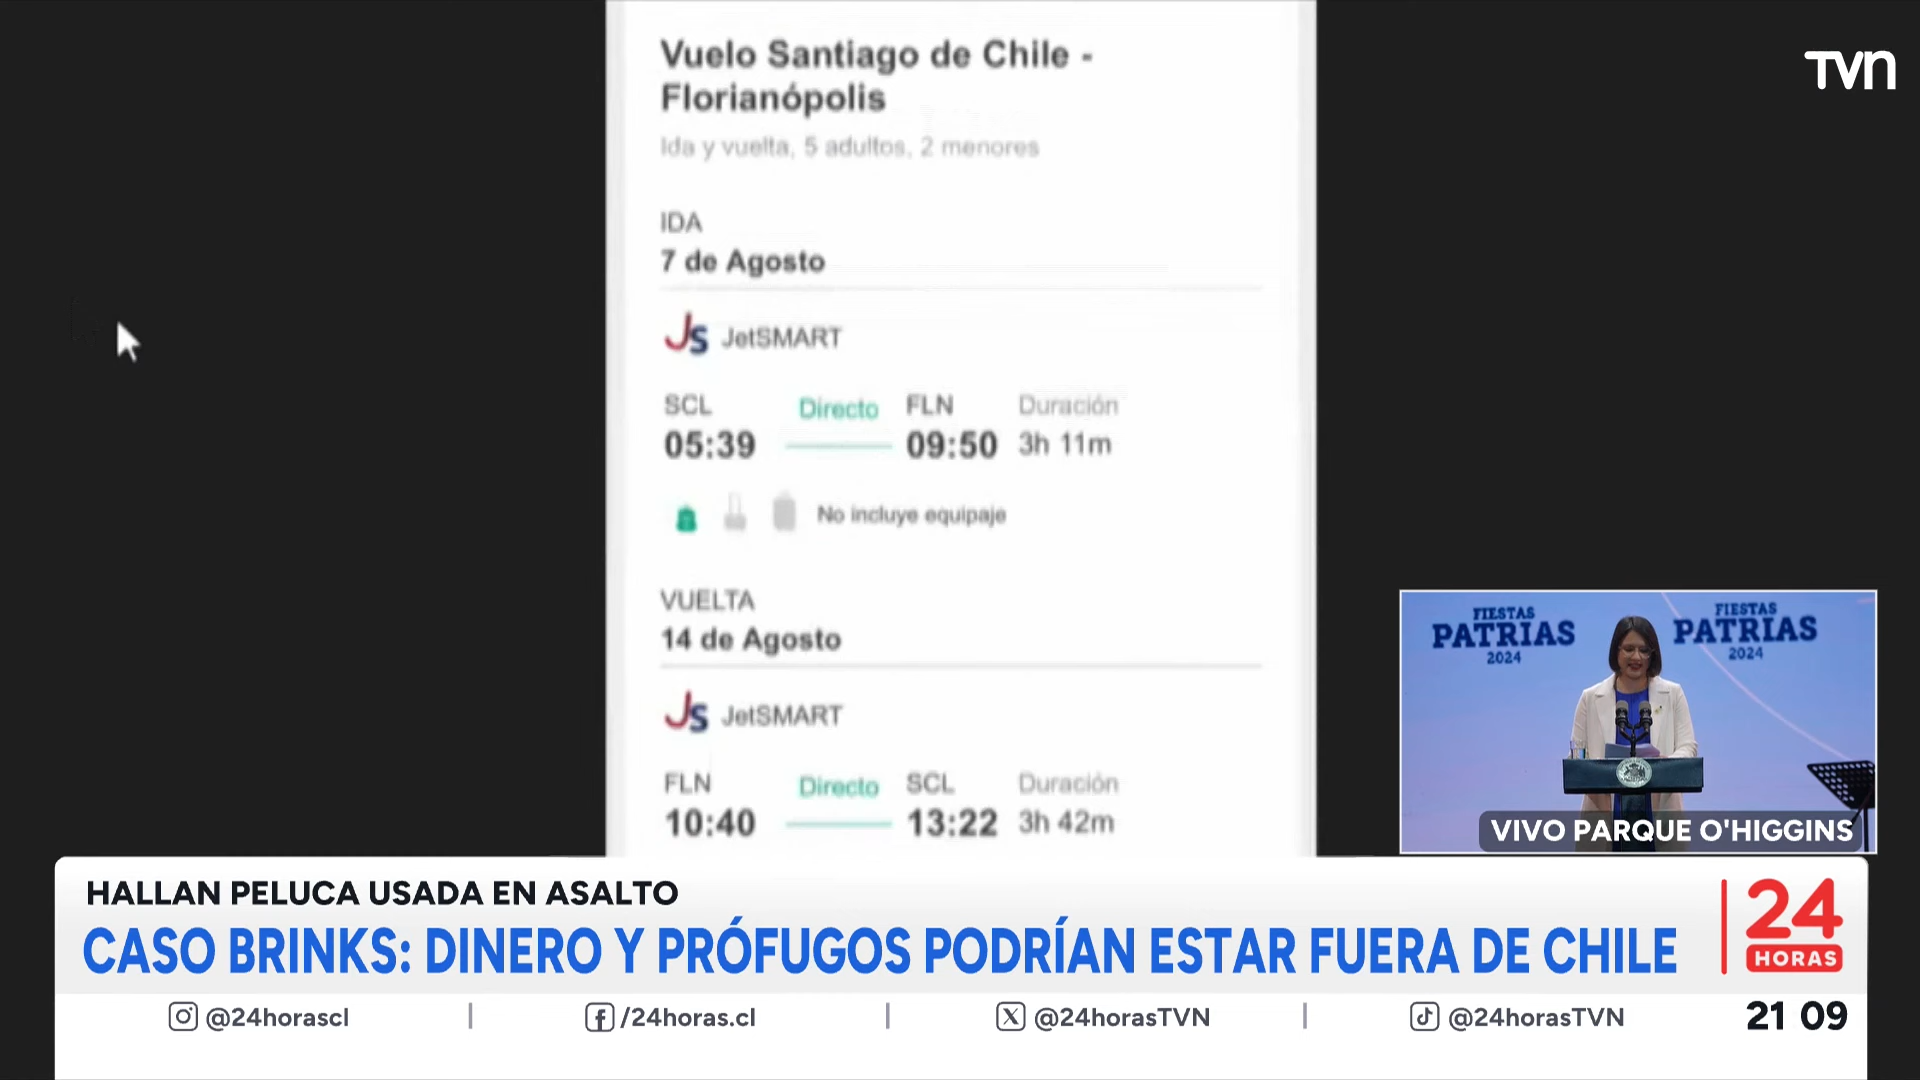 Vuelo Santiago de Chile -
Florianópolis
Ida y vuelta, 5 adultos, 2 menores
IDA
7 de Agosto
JS JetSMART
SCL Directo FLN Duración
05:39 09:50 3h 11m
No incluye equipaje
VUELTA
14 de Agosto
JS JetSMART
FLN Directo SCL Duración
10:40 13:22 3h 42m
TVN
FIESTAS
PATRIAS
2024
FIESTAS
PATRIAS
2024
VIVO PARQUE O'HIGGINS
HALLAN PELUCA USADA EN ASALTO
CASO BRINKS: DINERO Y PRÓFUGOS PODRÍAN ESTAR FUERA DE CHILE
24
HORAS
@24horascl | /24horas.cl | @24horasTVN | @24horasTVN
21 09